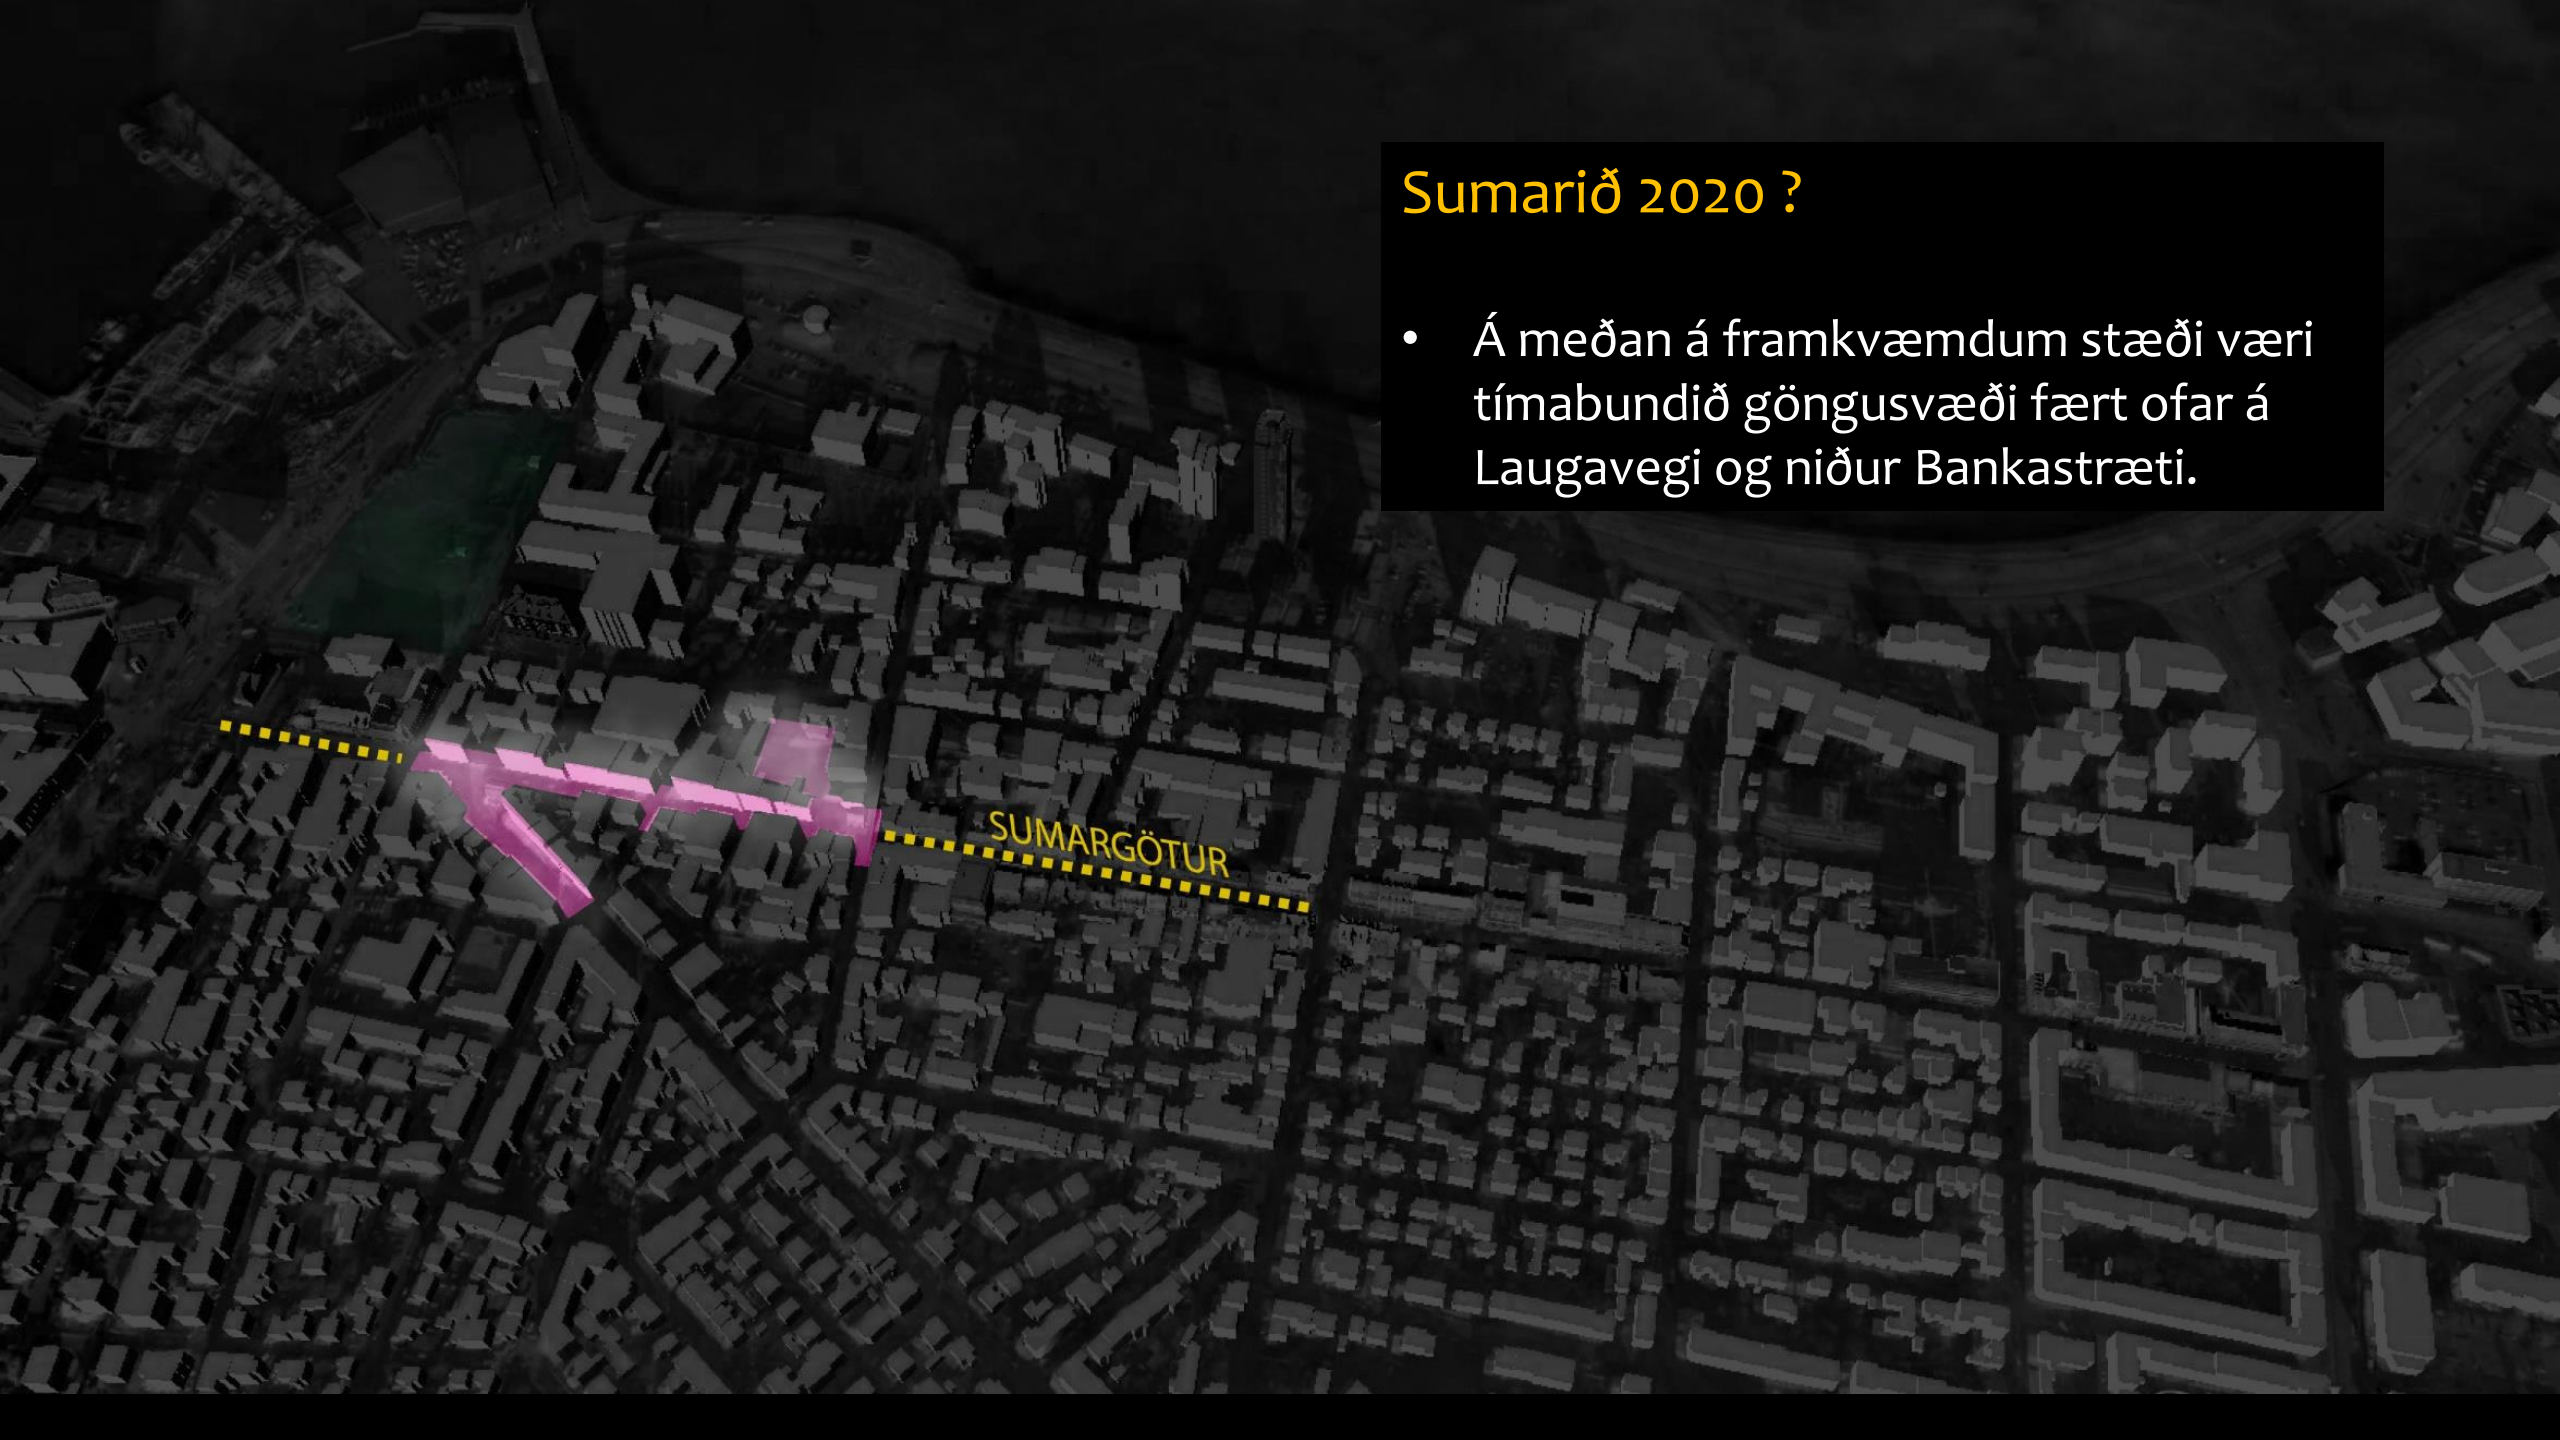 Sumarið 2020 ?
• Á meðan á framkvæmdum stæði væri
tímabundið göngusvæði fært ofar á
Laugavegi og niður Bankastræti.
SUMARGÖTUR